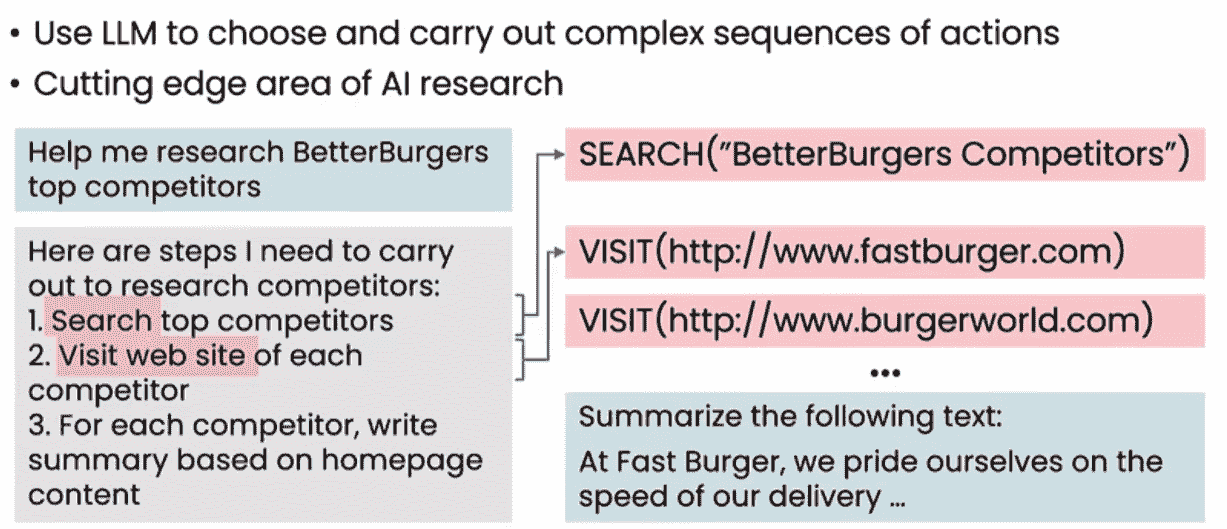 • Use LLM to choose and carry out complex sequences of actions
• Cutting edge area of AI research
Help me research BetterBurgers
top competitors
Here are steps I need to carry
out to research competitors:
1. Search top competitors
2. Visit web site of each
competitor
3. For each competitor, write
summary based on homepage
content
SEARCH("BetterBurgers Competitors")
VISIT(http://www.fastburger.com)
VISIT(http://www.burgerworld.com)
...
Summarize the following text:
At Fast Burger, we pride ourselves on the
speed of our delivery ...